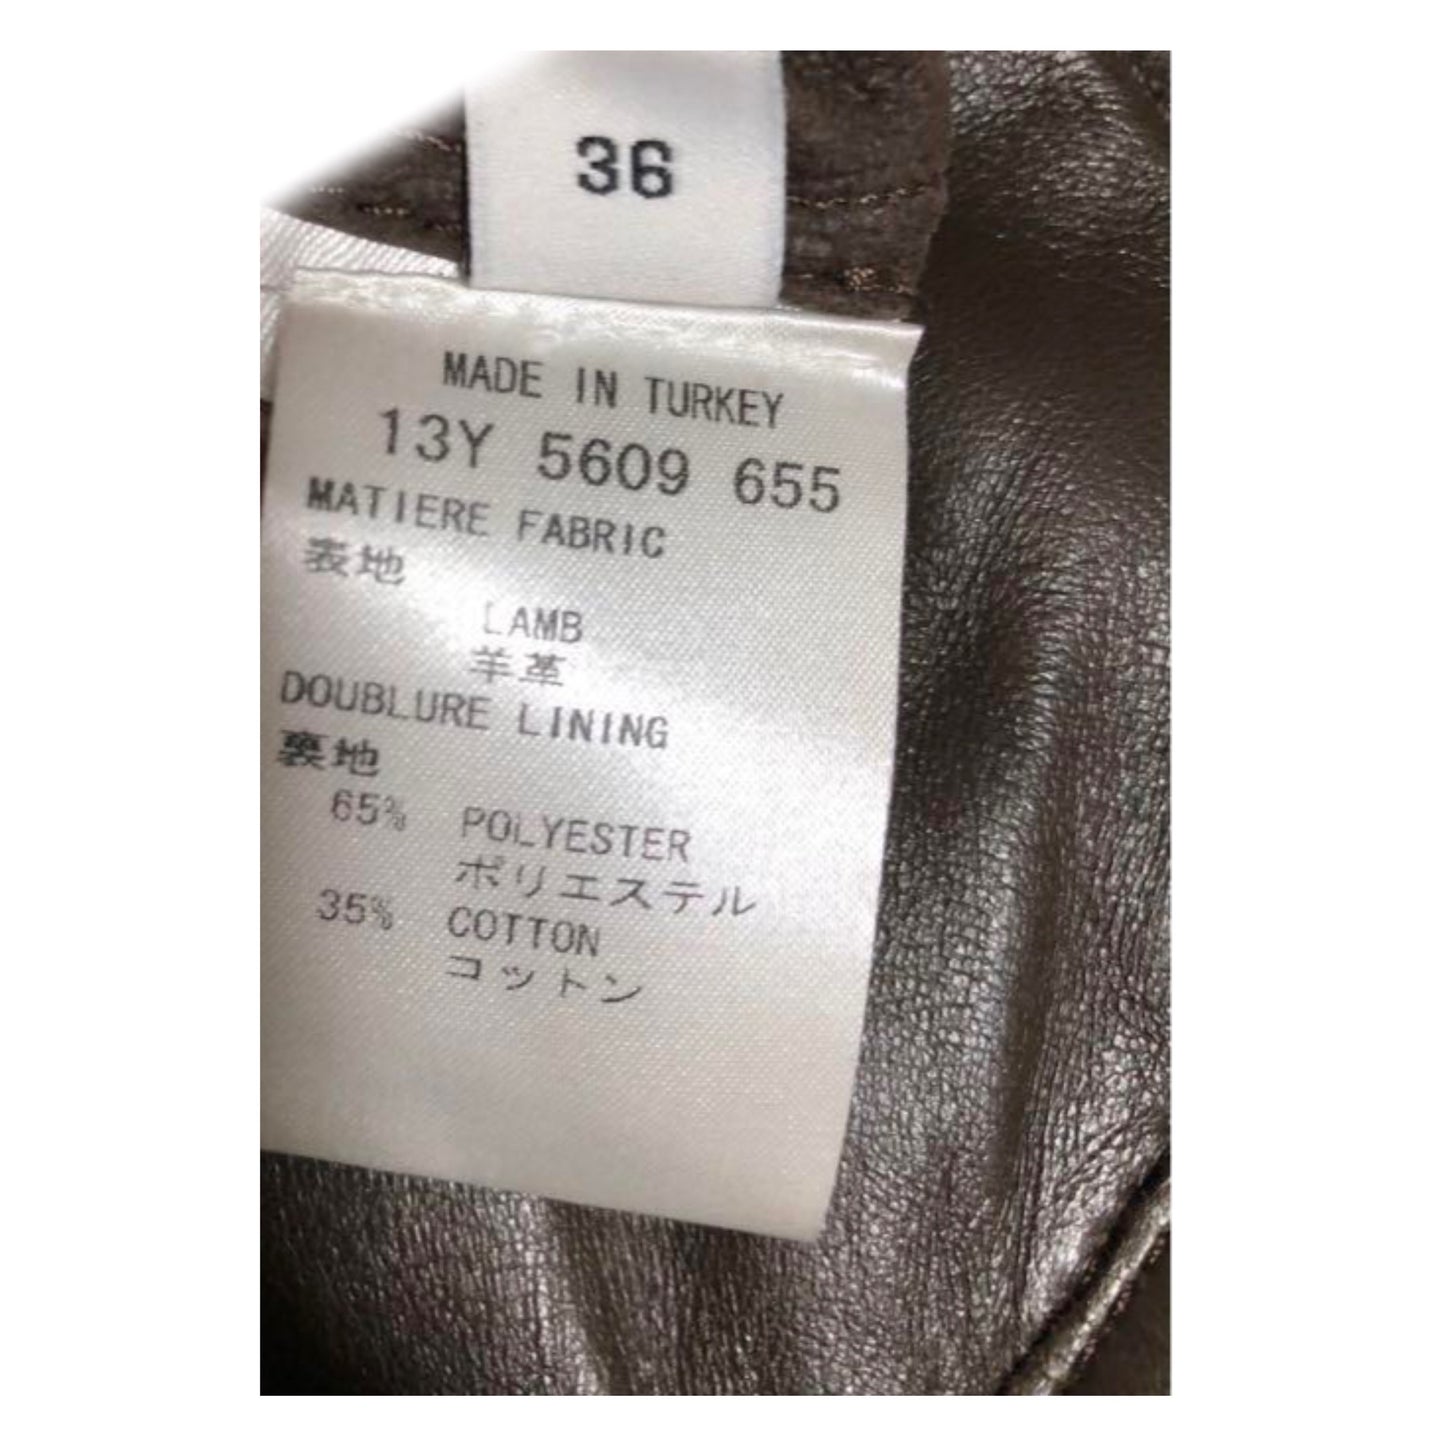 36
MADE IN TURKEY
13Y 5609 655
MATIERE FABRIC
表地
LAMB
羊革
DOUBLURE LINING
裏地
65% POLYESTER
ポリエステル
35% COTTON
コットン